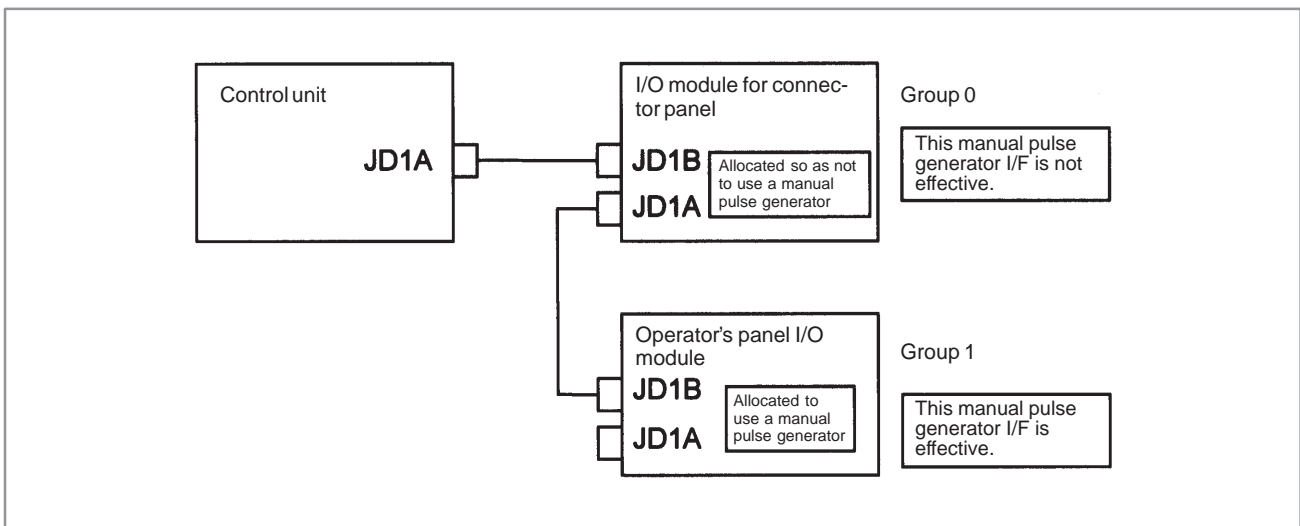 Control unit
JD1A
I/O module for connec-
tor panel
JD1B
JD1A
Allocated so as not
to use a manual
pulse generator
Group 0
This manual pulse
generator I/F is not
effective.
Operator's panel I/O
module
JD1B
JD1A
Allocated to
use a manual
pulse generator
Group 1
This manual pulse
generator I/F is
effective.